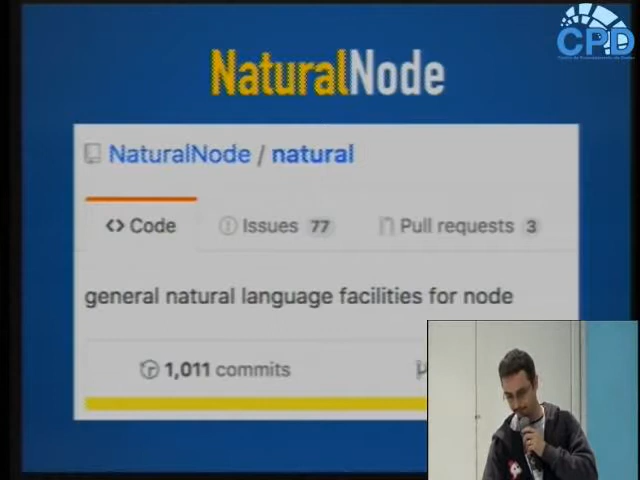 CPD
NaturalNode
NaturalNode / natural
<> Code
Issues 77
Pull requests 3
general natural language facilities for node
1,011 commits